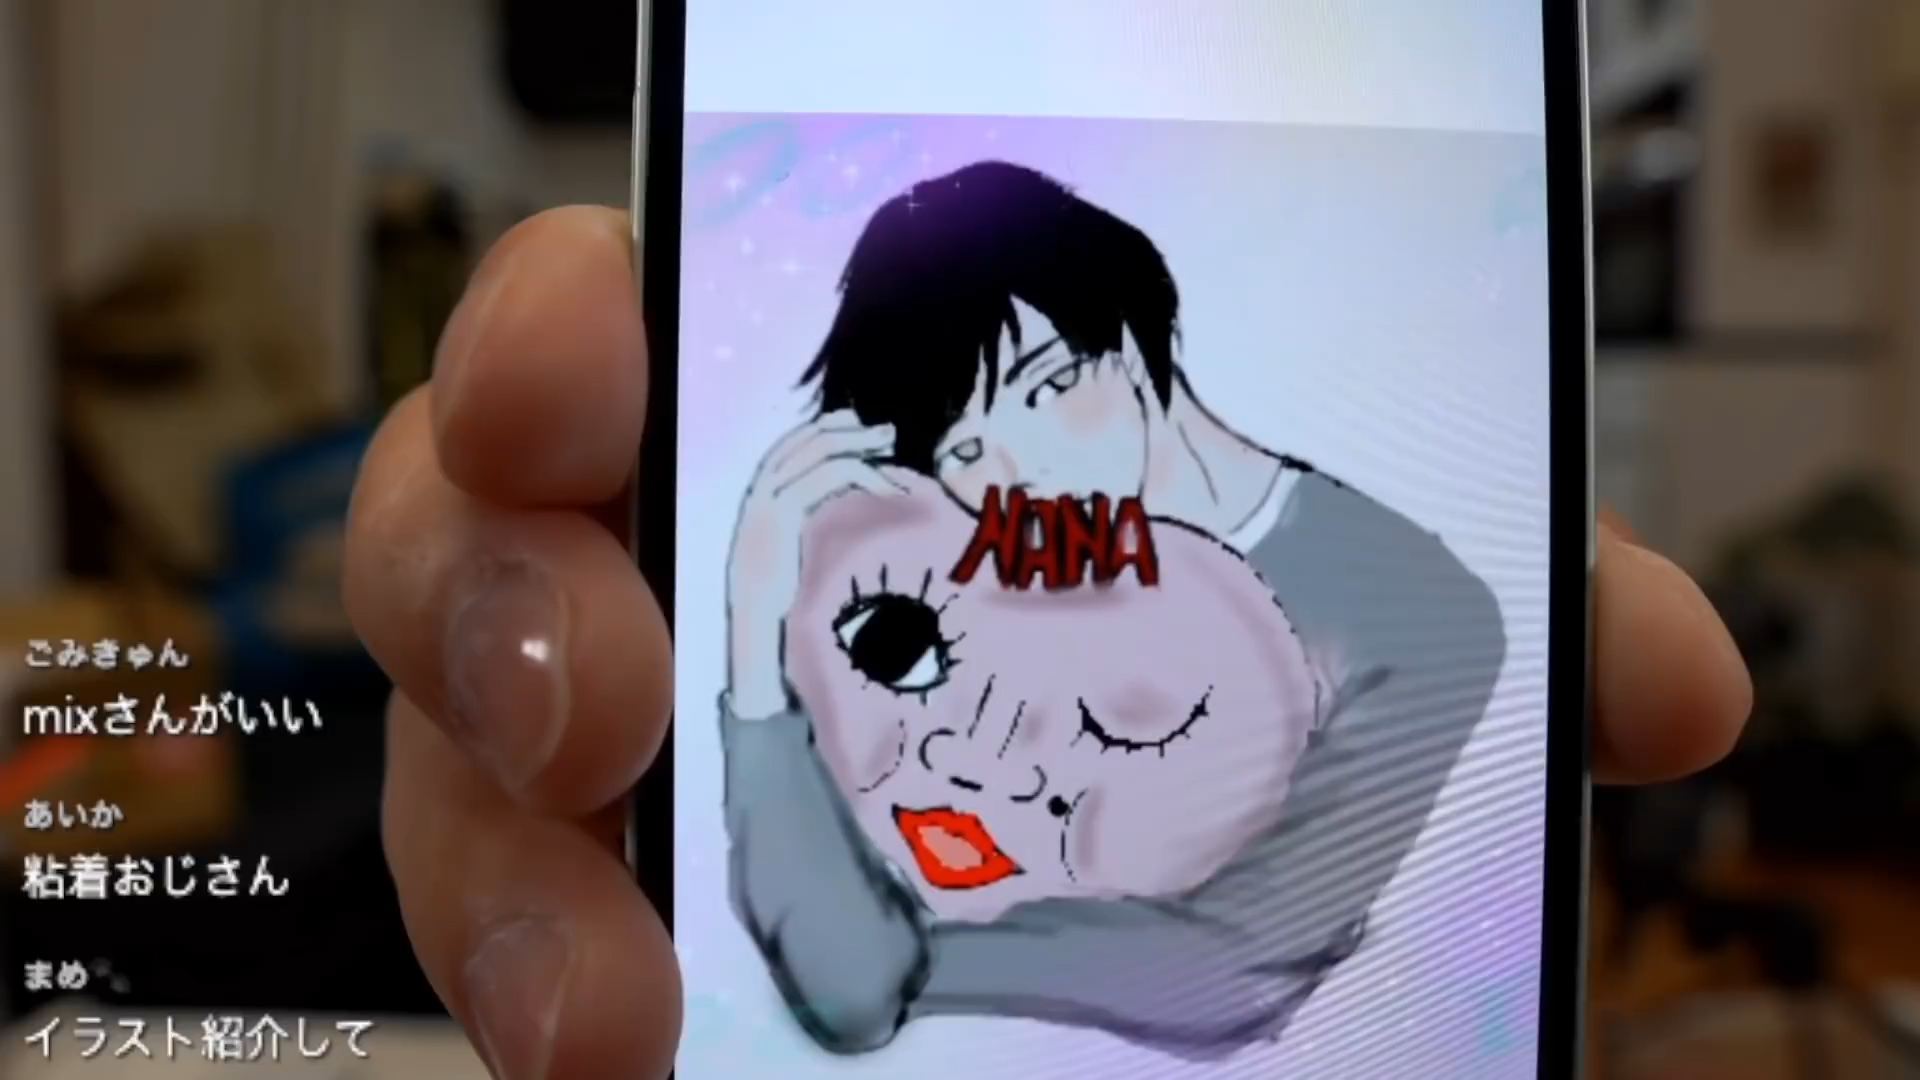 NANA
ごみきゅん
mixさんがいい
あいか
粘着おじさん
まめ
イラスト紹介して